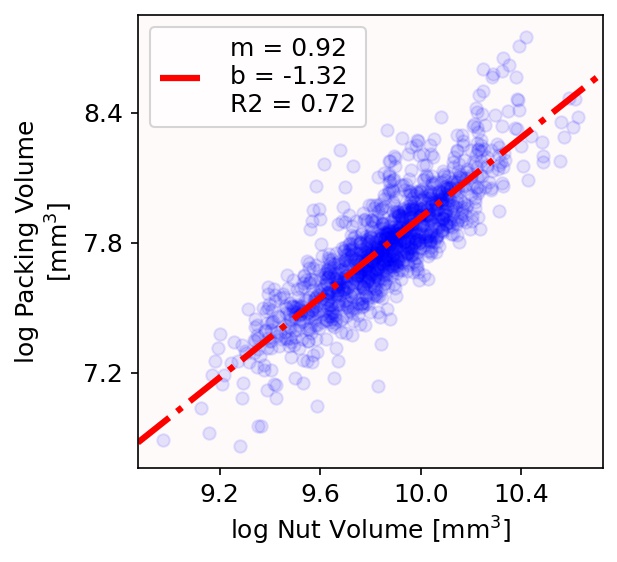 m = 0.92
b = -1.32
R2 = 0.72
log Packing Volume
[mm³]
8.4
7.8
7.2
9.2 9.6 10.0 10.4
log Nut Volume [mm³]